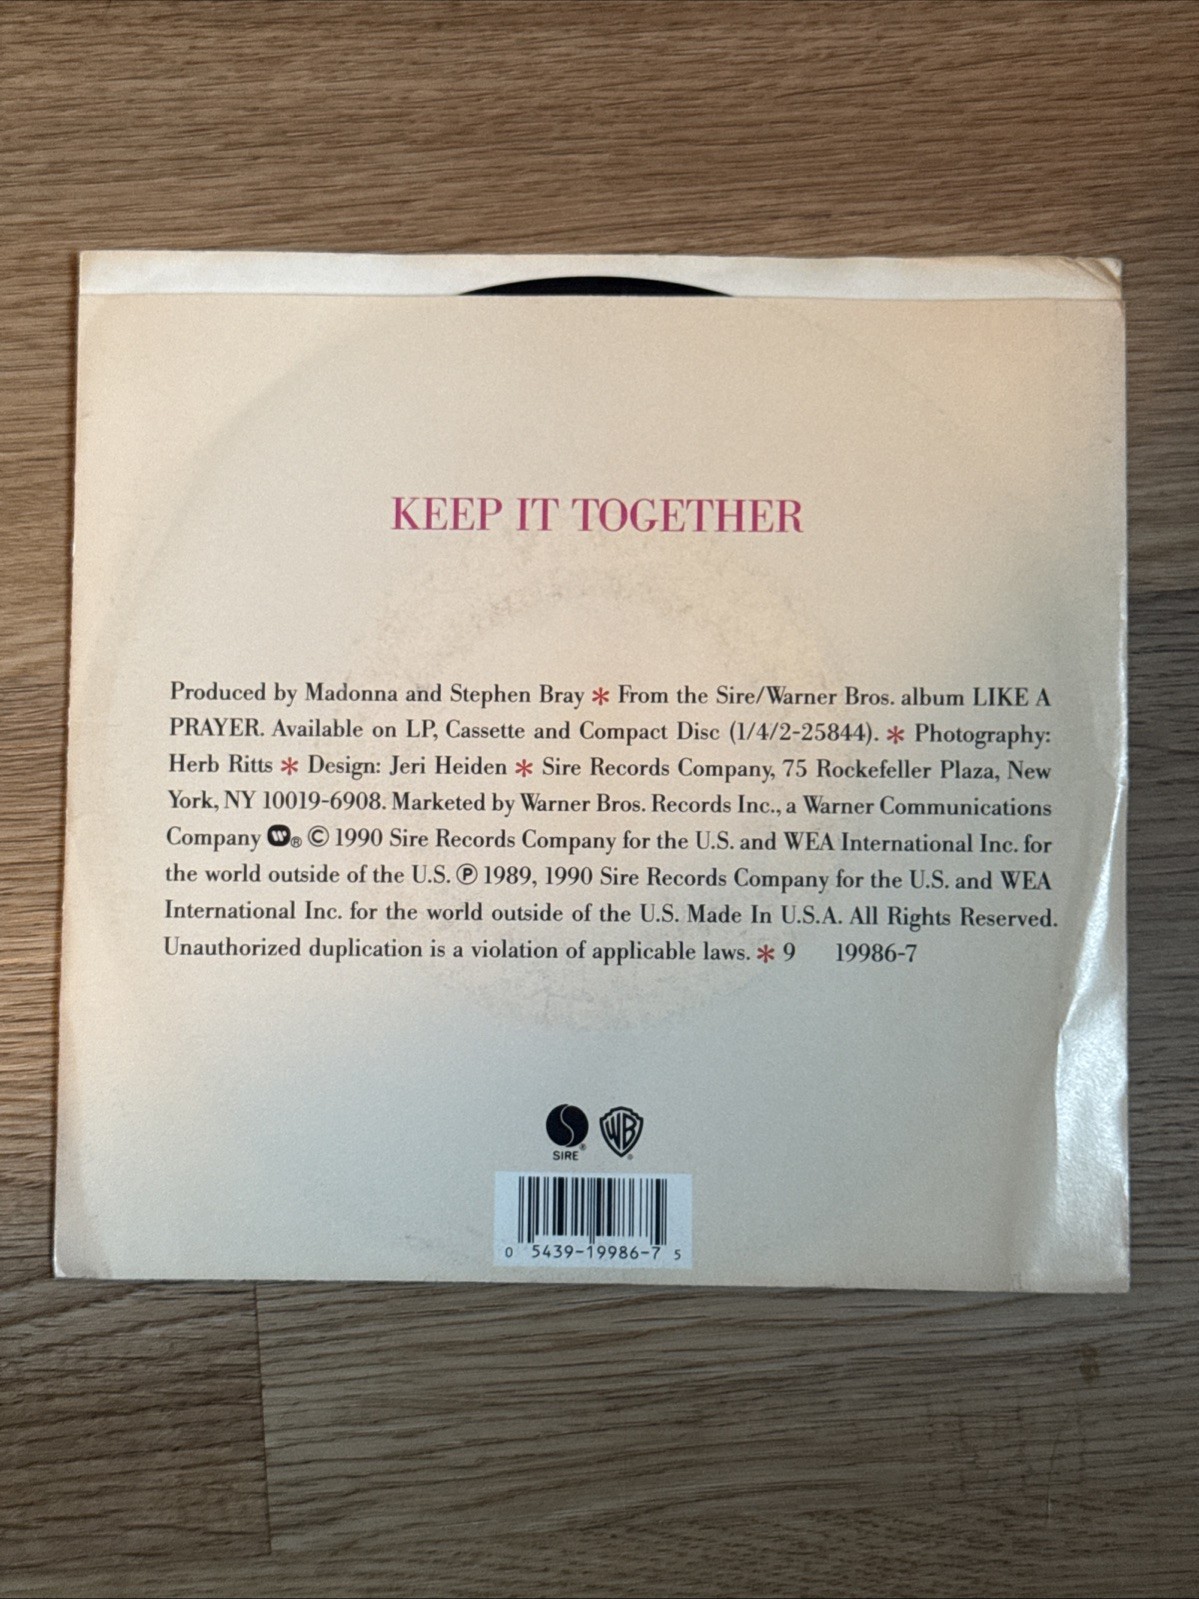 KEEP IT TOGETHER
Produced by Madonna and Stephen Bray * From the Sire/Warner Bros. album LIKE A
PRAYER. Available on LP, Cassette and Compact Disc (1/4/2-25844). * Photography:
Herb Ritts * Design: Jeri Heiden * Sire Records Company, 75 Rockefeller Plaza, New
York, NY 10019-6908. Marketed by Warner Bros. Records Inc., a Warner Communications
Company W® © 1990 Sire Records Company for the U.S. and WEA International Inc. for
the world outside of the U.S. ℗ 1989, 1990 Sire Records Company for the U.S. and WEA
International Inc. for the world outside of the U.S. Made In U.S.A. All Rights Reserved.
Unauthorized duplication is a violation of applicable laws. * 9 19986-7
SIRE® WB®
0 5439-19986-7 5